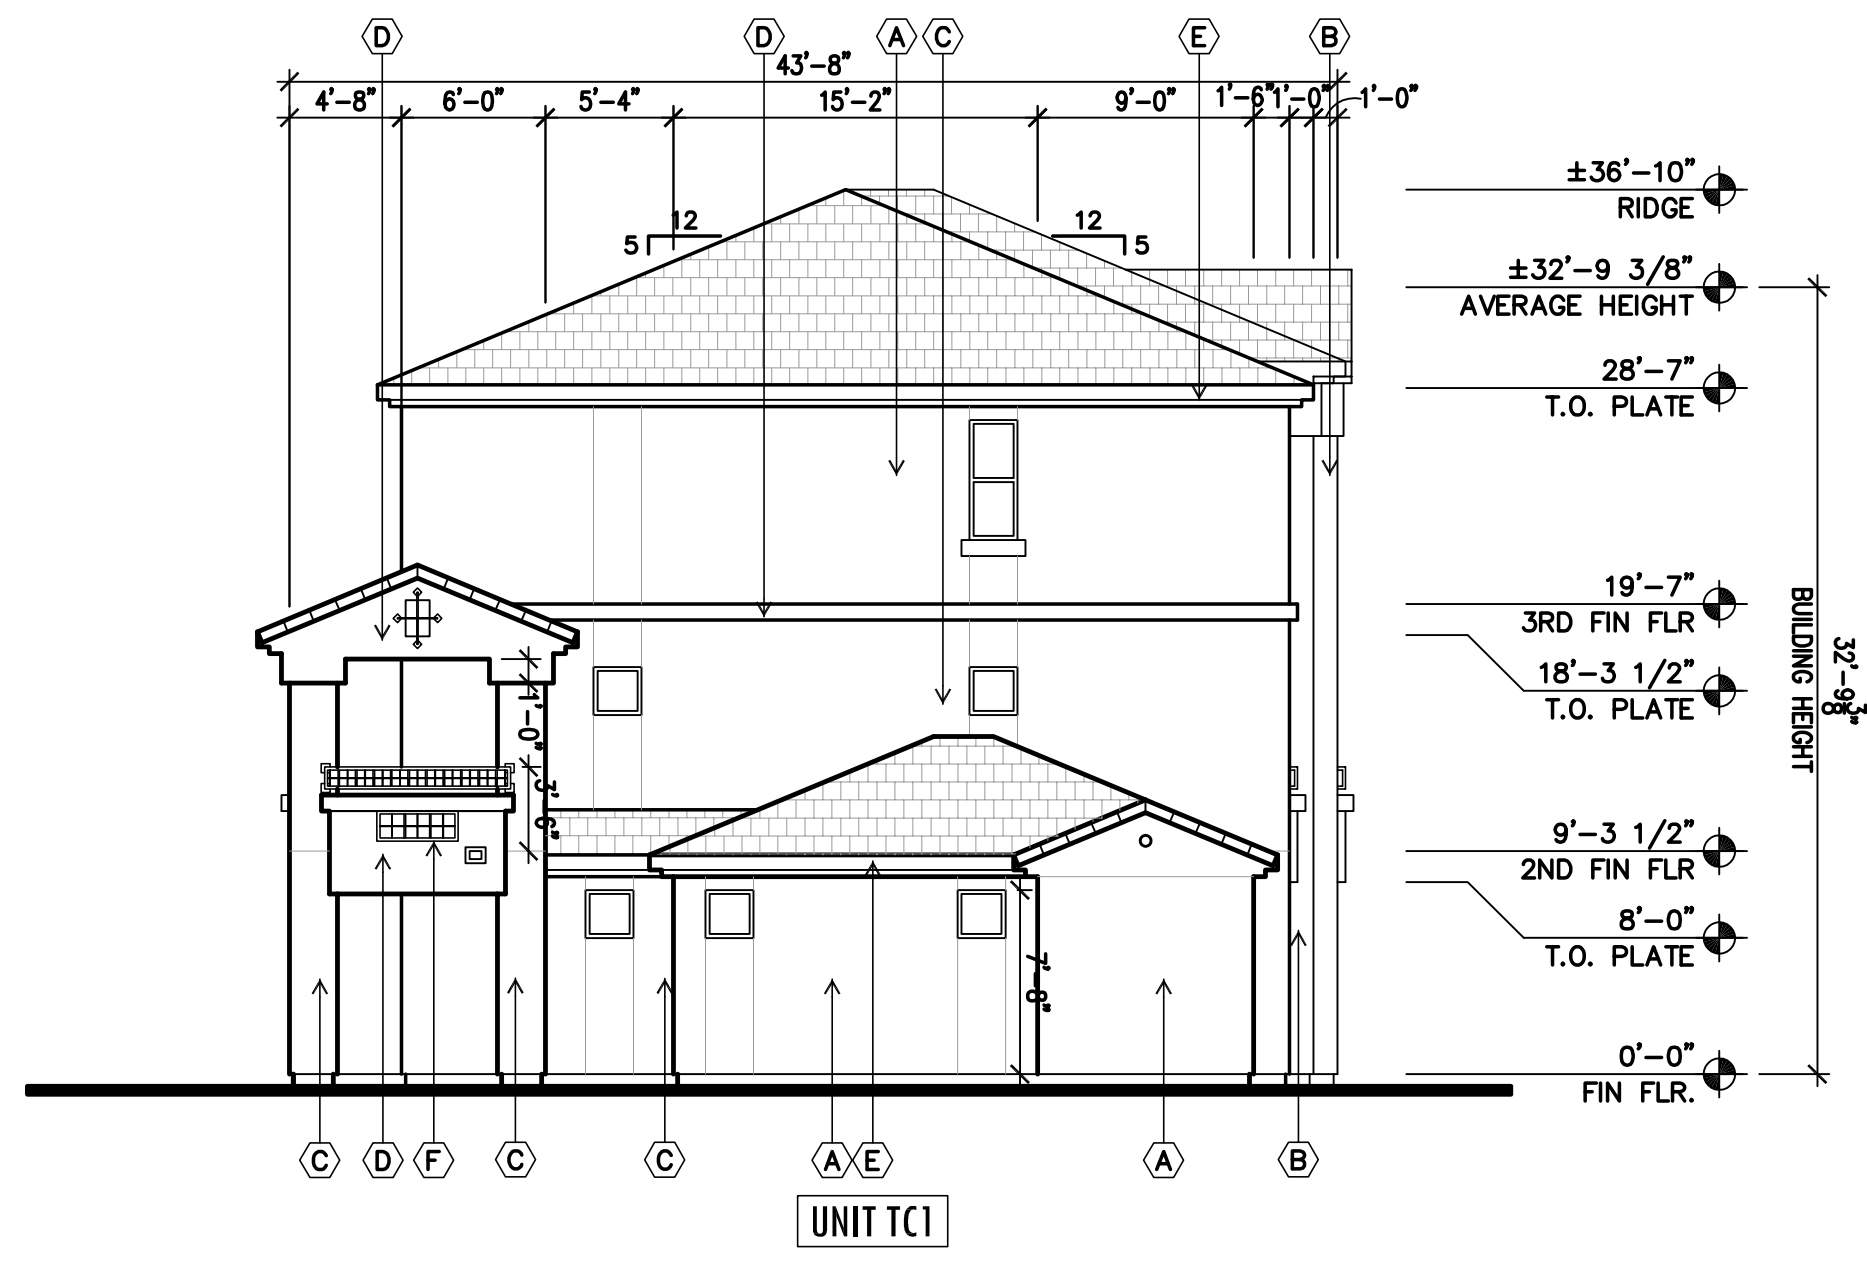 D D A C E B
43'-8"
4'-8" 6'-0" 5'-4" 15'-2" 9'-0" 1'-6" 1'-0" 1'-0"
±36'-10"
RIDGE
12
5
12
5
±32'-9 3/8"
AVERAGE HEIGHT
28'-7"
T.O. PLATE
19'-7"
3RD FIN FLR
18'-3 1/2"
T.O. PLATE
BUILDING HEIGHT
32'-9 3/8"
1'-0"
3'-6"
9'-3 1/2"
2ND FIN FLR
8'-0"
T.O. PLATE
7'-8"
0'-0"
FIN FLR.
C D F C C A E A B
UNIT TC1